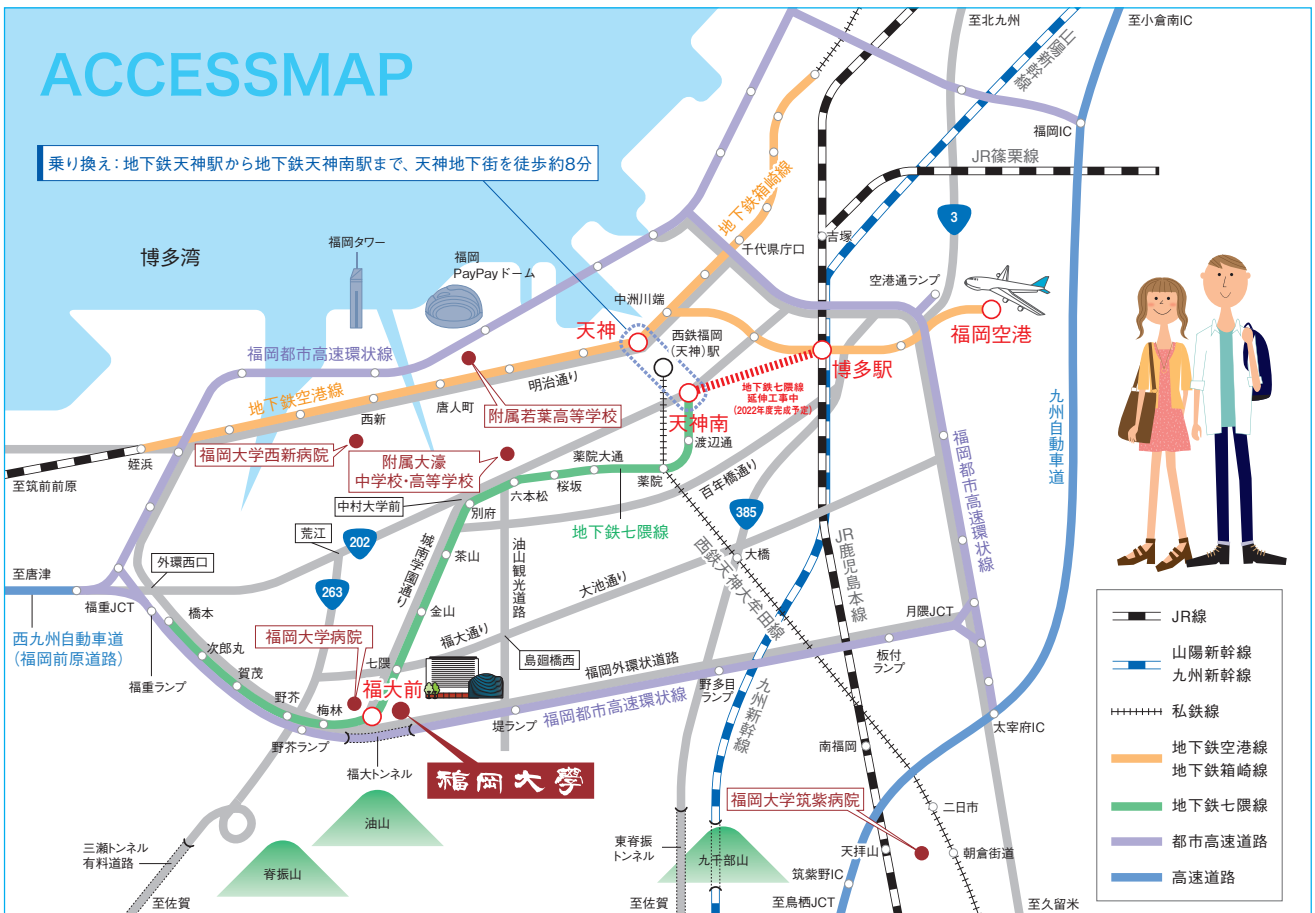 ACCESSMAP
乗り換え：地下鉄天神駅から地下鉄天神南駅まで、天神地下街を徒歩約8分
至北九州
至小倉南IC
山陽新幹線
福岡IC
JR篠栗線
地下鉄箱崎線
3
博多湾
福岡タワー
福岡
PayPayドーム
千代県庁口
吉塚
空港通ランプ
中洲川端
天神
西鉄福岡
（天神）駅
福岡空港
博多駅
福岡都市高速環状線
地下鉄空港線
明治通り
西新
唐人町
地下鉄七隈線
延伸工事中
（2022年度完成予定）
天神南
附属若葉高等学校
九州自動車道
渡辺通
福岡大学西新病院
附属大濠
中学校・高等学校
姪浜
至筑前前原
薬院大通
桜坂
六本松
薬院
百年橋通り
福岡都市高速環状線
中村大学前
別府
地下鉄七隈線
385
荒江
202
城南学園通り
茶山
油山観光道路
西鉄天神大牟田線
大橋
JR鹿児島本線
外環西口
至唐津
263
大池通り
福重JCT
橋本
金山
月隈JCT
西九州自動車道
（福岡前原道路）
次郎丸
福岡大学病院
福大通り
七隈
島廻橋西
福岡外環状道路
板付
ランプ
賀茂
福重ランプ
福大前
野芥
梅林
福岡都市高速環状線
野多目
ランプ
九州新幹線
堤ランプ
太宰府IC
野芥ランプ
福大トンネル
南福岡
福岡大學
福岡大学筑紫病院
二日市
油山
三瀬トンネル
有料道路
東脊振
トンネル
九千部山
天拝山
朝倉街道
脊振山
筑紫野IC
至佐賀
至佐賀
至鳥栖JCT
至久留米
JR線
山陽新幹線
九州新幹線
私鉄線
地下鉄空港線
地下鉄箱崎線
地下鉄七隈線
都市高速道路
高速道路